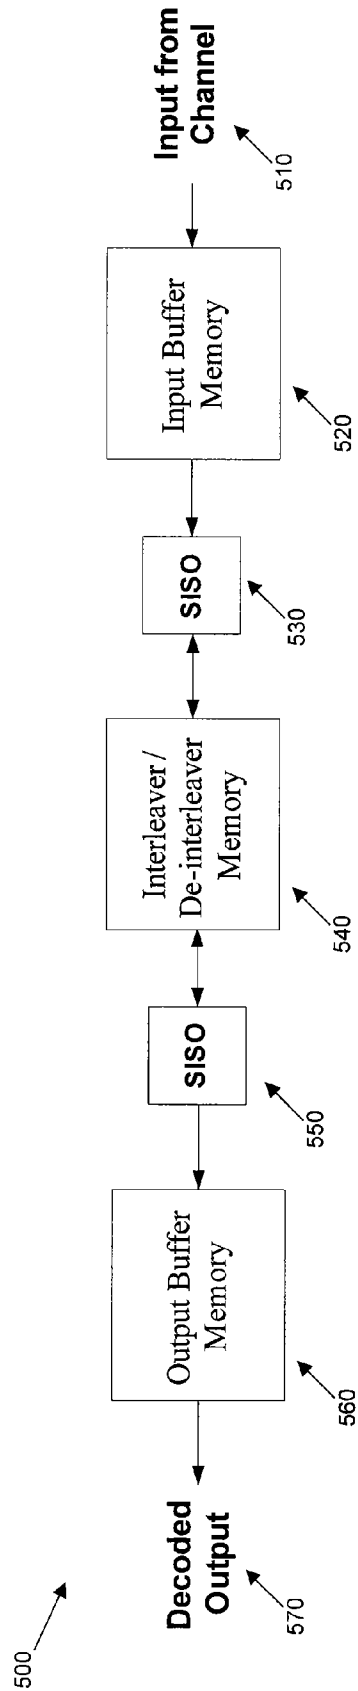 500
Decoded
Output
570
Output Buffer
Memory
560
SISO
550
Interleaver /
De-interleaver
Memory
540
SISO
530
Input Buffer
Memory
520
Input from
Channel
510